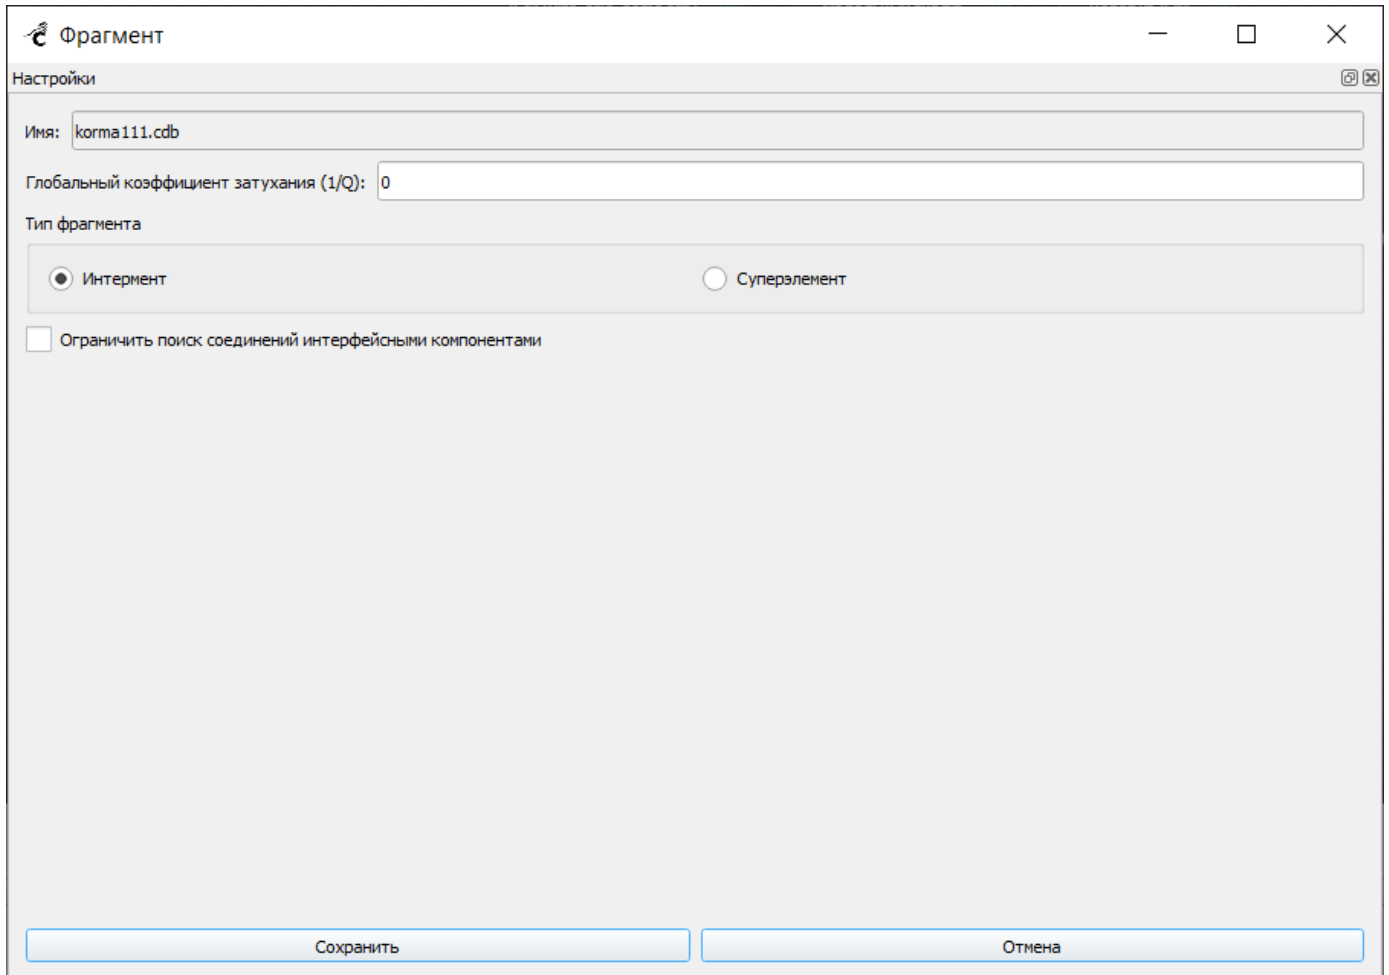 Фрагмент
Настройки
Имя: korma111.cdb
Глобальный коэффициент затухания (1/Q): 0
Тип фрагмента
Интермент Суперэлемент
Ограничить поиск соединений интерфейсными компонентами
Сохранить Отмена